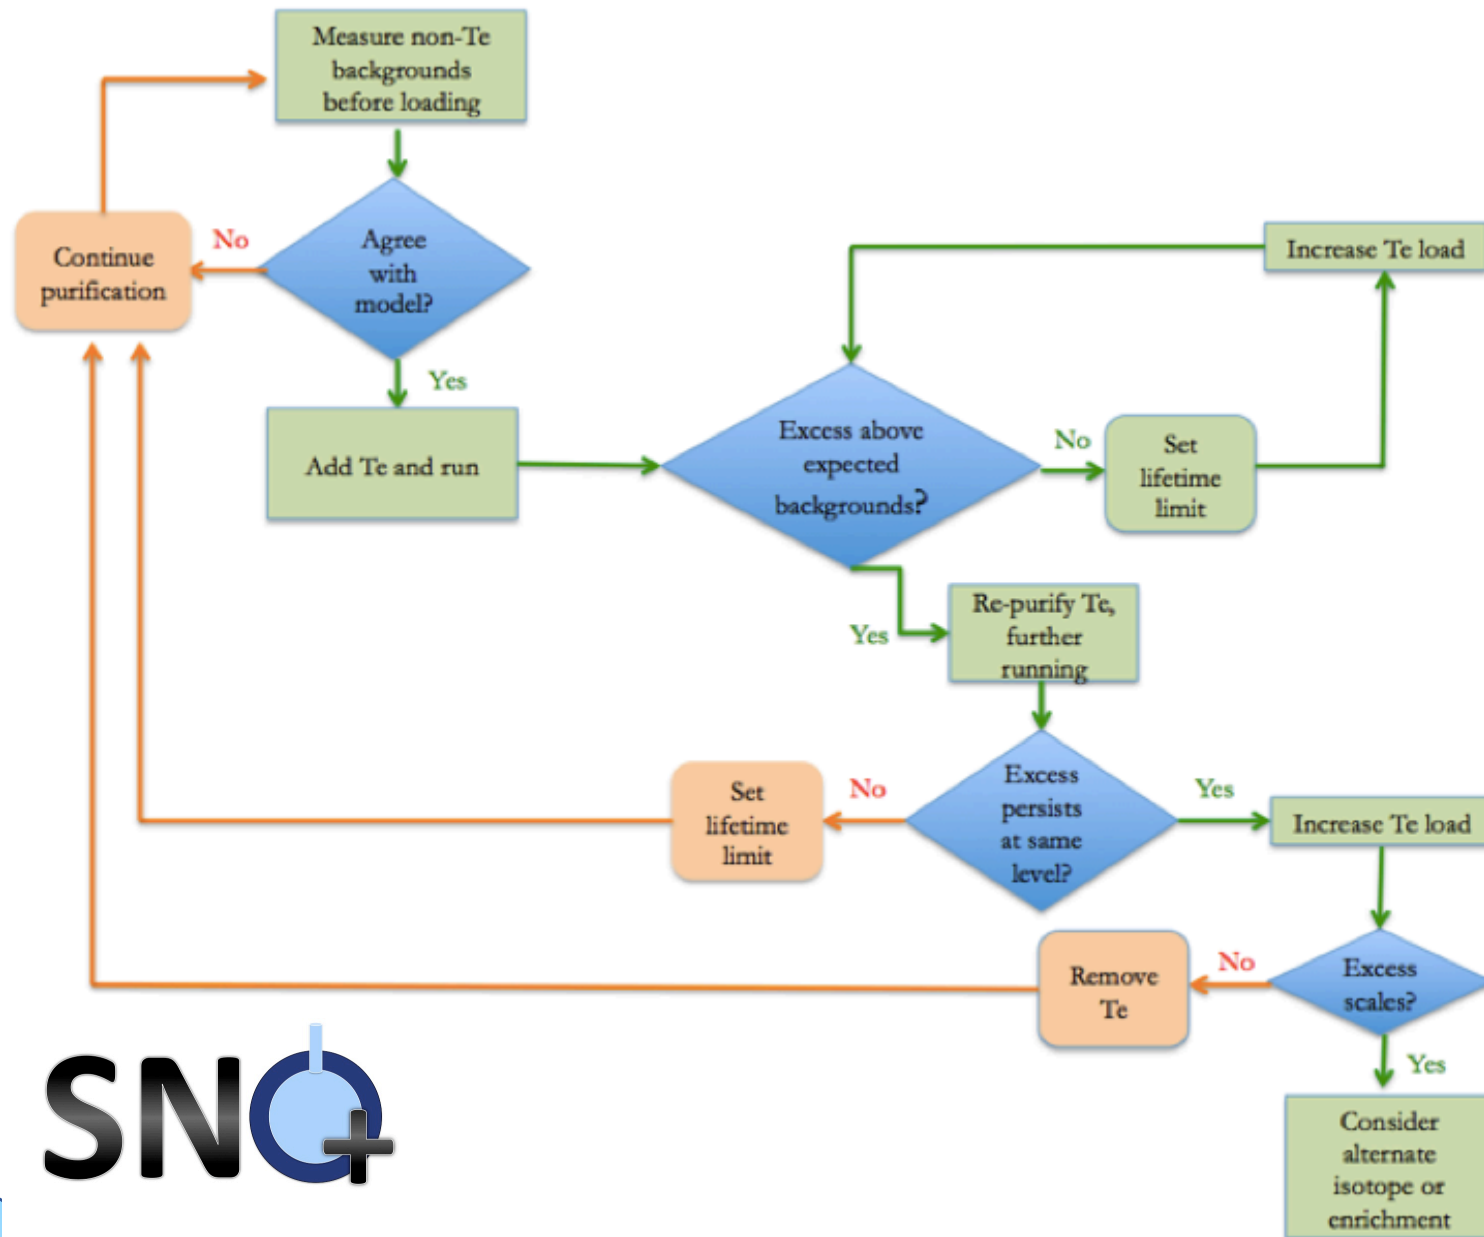 Measure non-Te
backgrounds
before loading
Continue
purification
No
Agree
with
model?
Yes
Add Te and run
Increase Te load
Excess above
expected
backgrounds?
No
Set
lifetime
limit
Yes
Re-purify Te,
further
running
Set
lifetime
limit
No
Excess
persists
at same
level?
Yes
Increase Te load
Remove
Te
No
Excess
scales?
Yes
Consider
alternate
isotope or
enrichment
SNO+